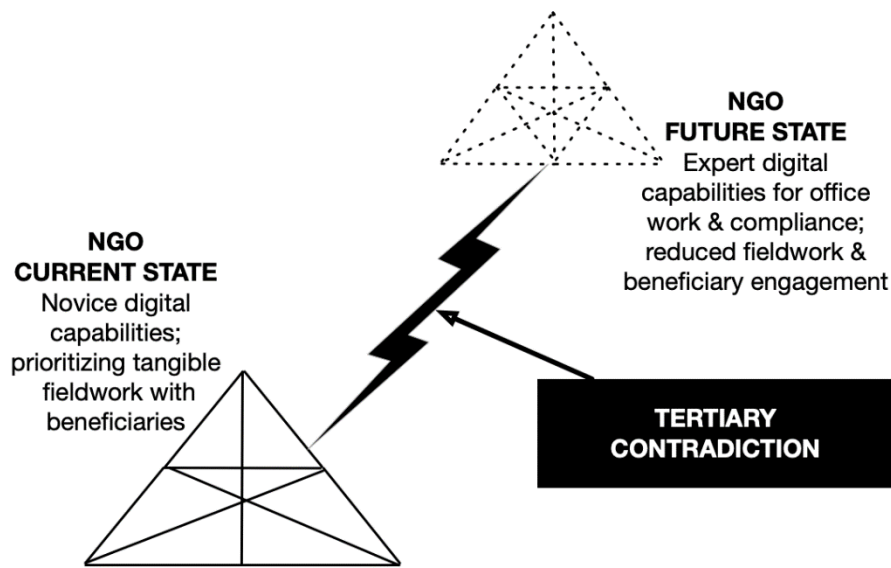 NGO
FUTURE STATE
Expert digital
capabilities for office
work & compliance;
reduced fieldwork &
beneficiary engagement
NGO
CURRENT STATE
Novice digital
capabilities;
prioritizing tangible
fieldwork with
beneficiaries
TERTIARY
CONTRADICTION